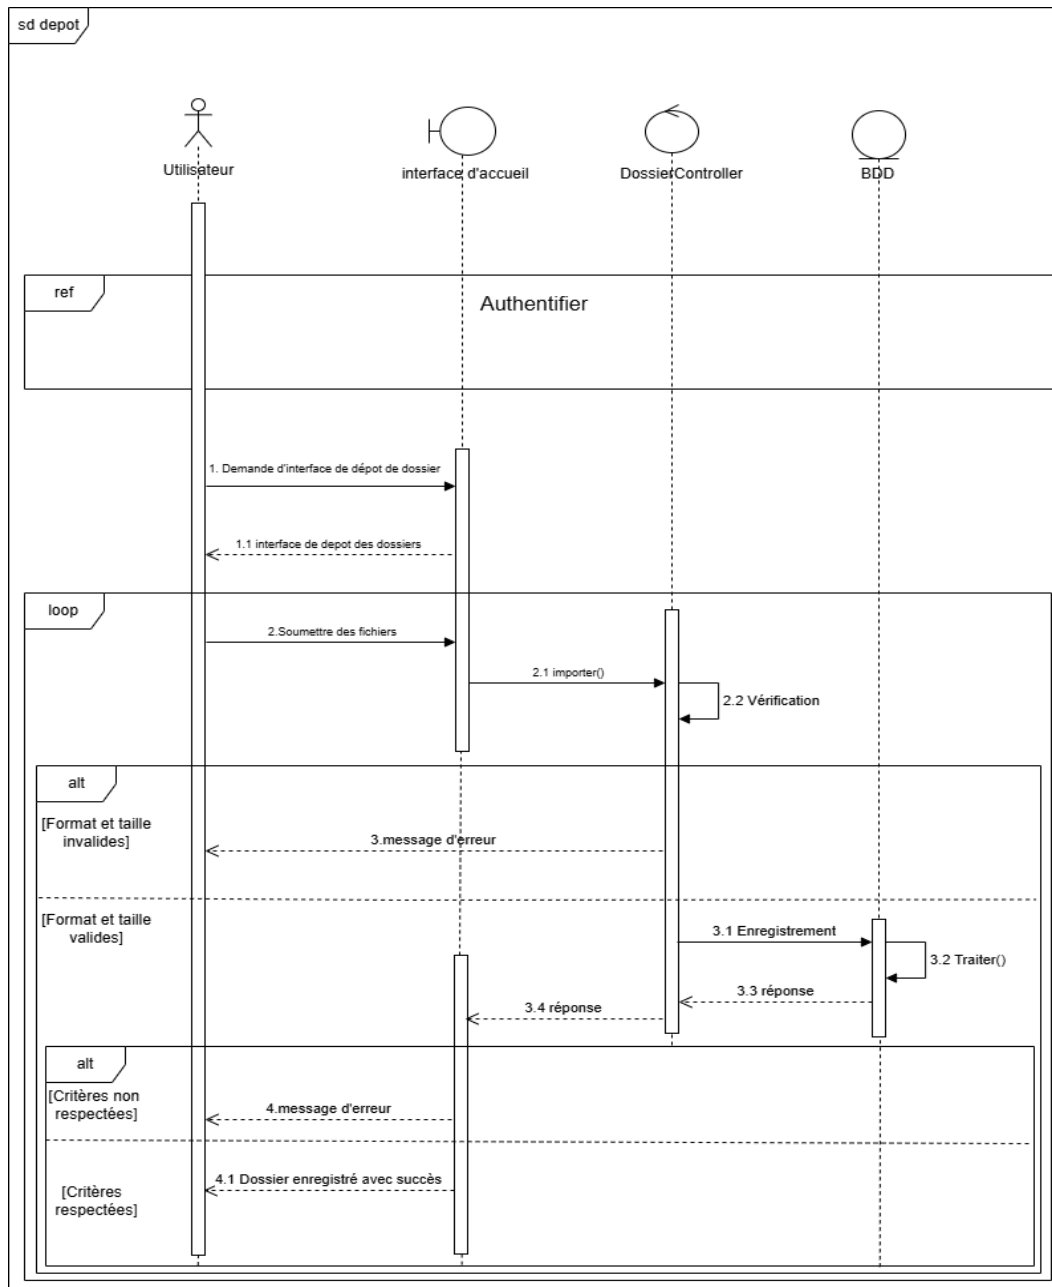 sd depot
Utilisateur
interface d'accueil
DossierController
BDD
ref
Authentifier
1. Demande d'interface de dépot de dossier
1.1 interface de depot des dossiers
loop
2.Soumettre des fichiers
2.1 importer()
2.2 Vérification
alt
[Format et taille
invalides]
3.message d'erreur
[Format et taille
valides]
3.1 Enregistrement
3.2 Traiter()
3.3 réponse
3.4 réponse
alt
[Critères non
respectées]
4.message d'erreur
4.1 Dossier enregistré avec succès
[Critères
respectées]